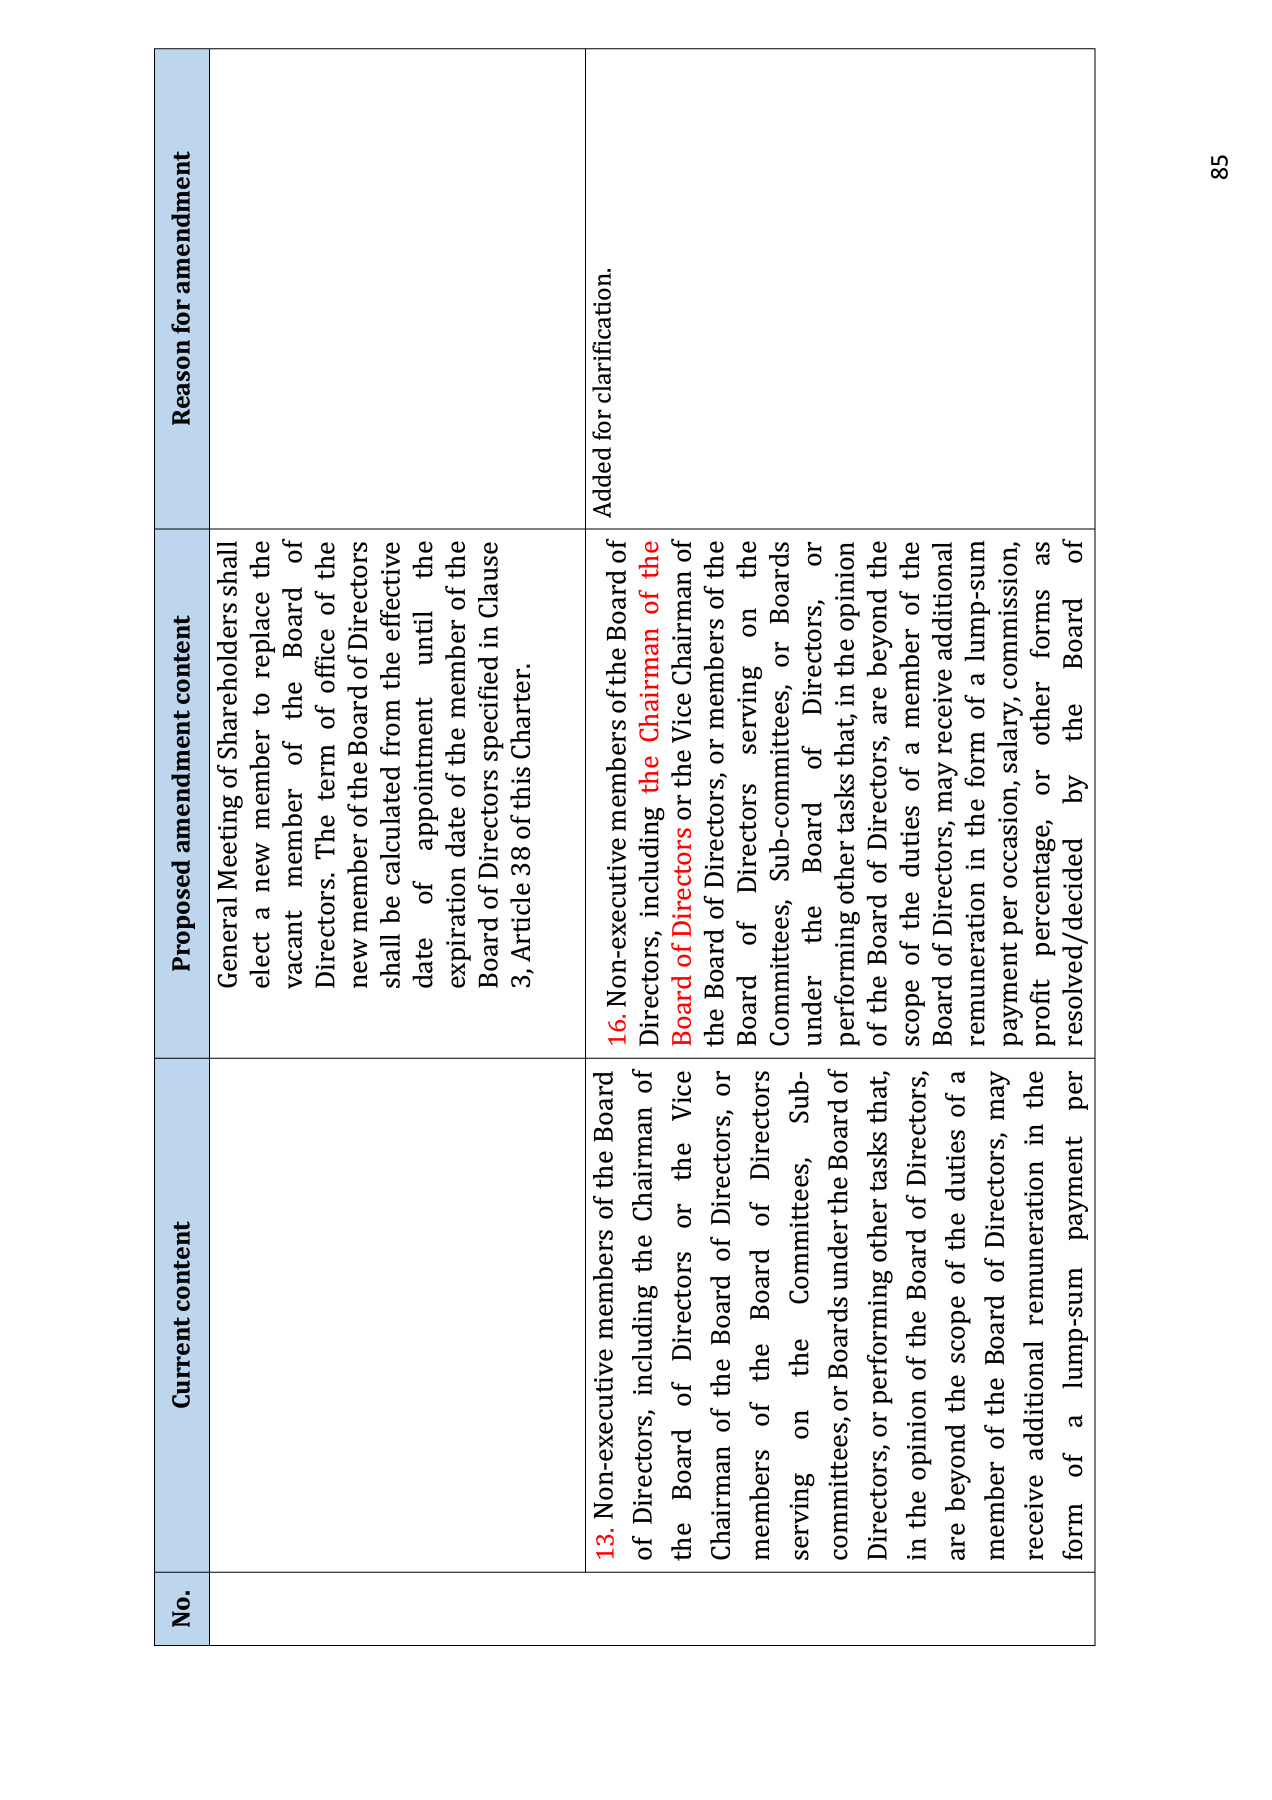 No.
Current content
Proposed amendment content
Reason for amendment
General Meeting of Shareholders shall
elect a new member to replace the
vacant member of the Board of
Directors. The term of office of the
new member of the Board of Directors
shall be calculated from the effective
date of appointment until the
expiration date of the member of the
Board of Directors specified in Clause
3, Article 38 of this Charter.
13. Non-executive members of the Board
of Directors, including the Chairman of
the Board of Directors or the Vice
Chairman of the Board of Directors, or
members of the Board of Directors
serving on the Committees, Sub-
committees, or Boards under the Board of
Directors, or performing other tasks that,
in the opinion of the Board of Directors,
are beyond the scope of the duties of a
member of the Board of Directors, may
receive additional remuneration in the
form of a lump-sum payment per
16. Non-executive members of the Board of
Directors, including the Chairman of the
Board of Directors or the Vice Chairman of
the Board of Directors, or members of the
Board of Directors serving on the
Committees, Sub-committees, or Boards
under the Board of Directors, or
performing other tasks that, in the opinion
of the Board of Directors, are beyond the
scope of the duties of a member of the
Board of Directors, may receive additional
remuneration in the form of a lump-sum
payment per occasion, salary, commission,
profit percentage, or other forms as
resolved/decided by the Board of
Added for clarification.
85